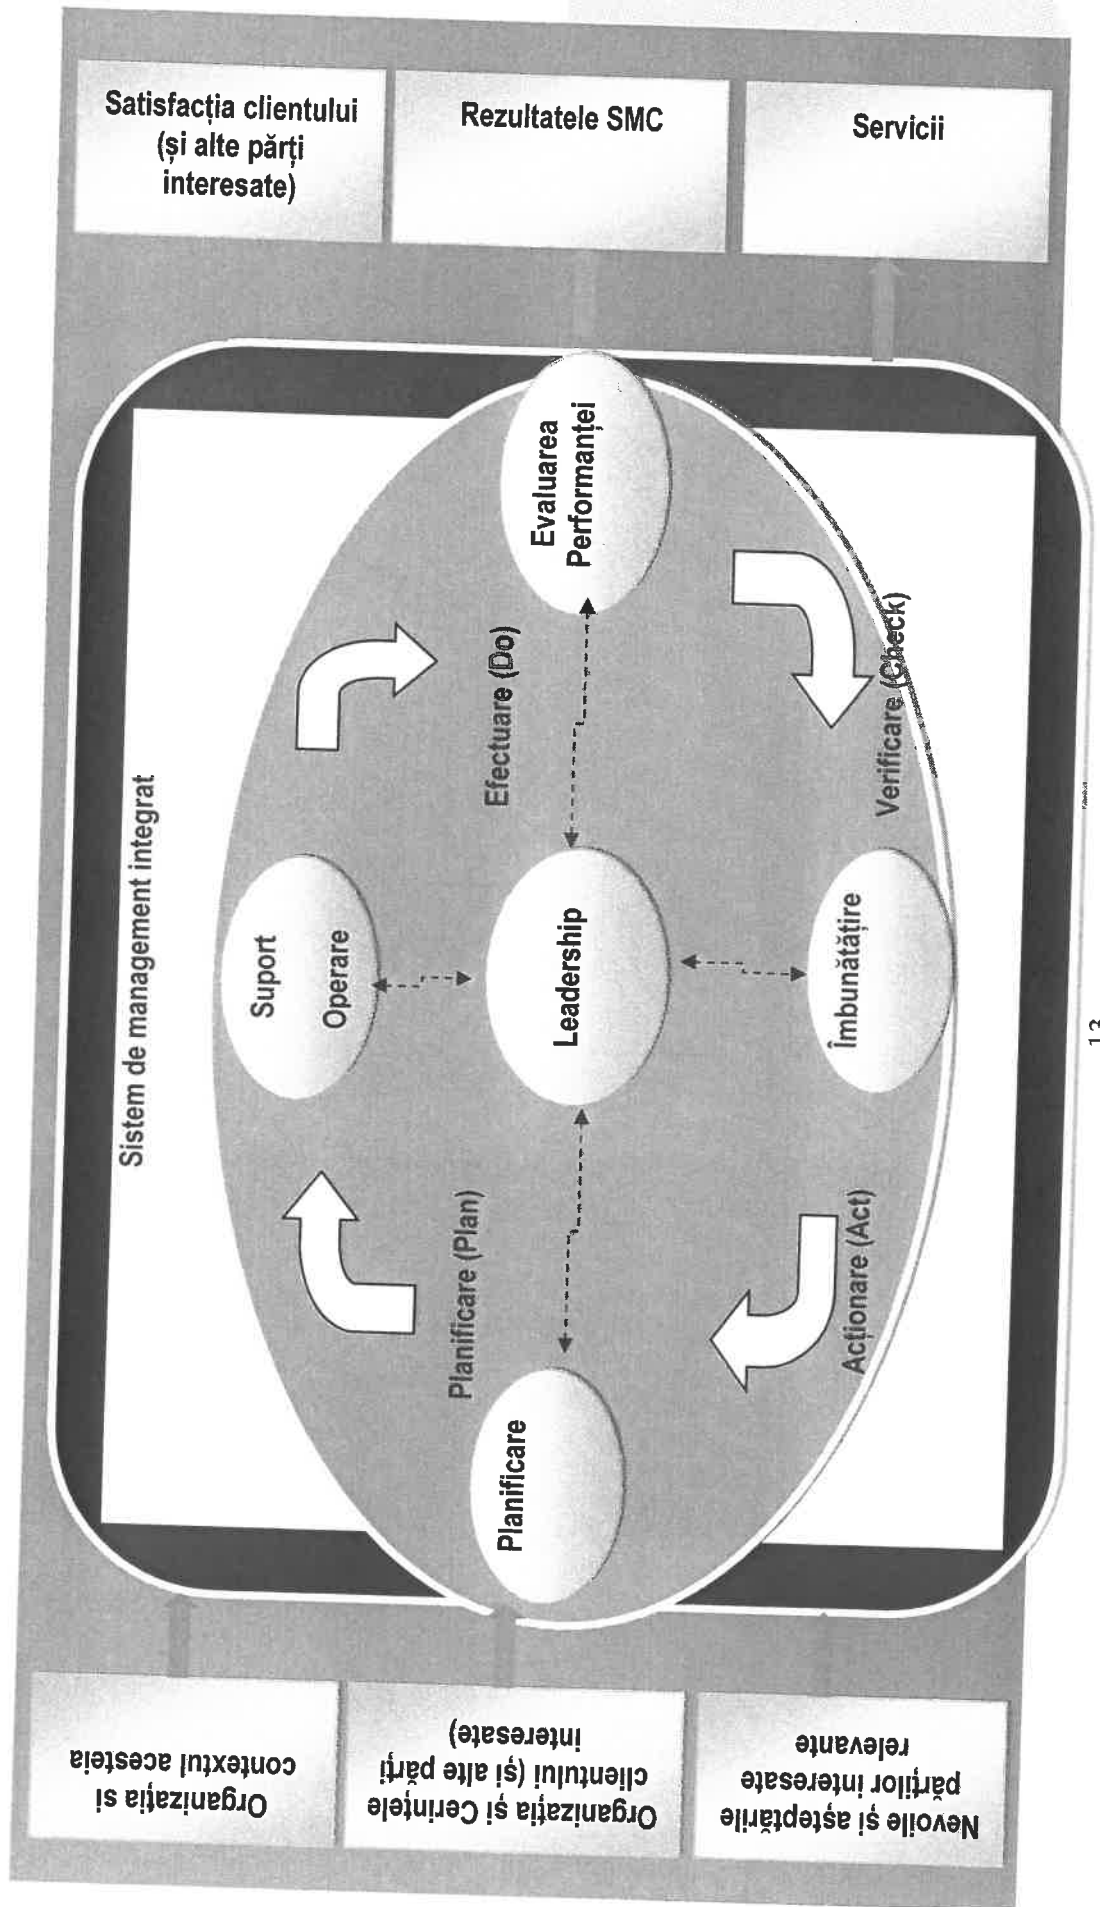 Satisfacția clientului
(și alte părți
interesate)
Rezultatele SMC
Servicii
Sistem de management integrat
Suport
Operare
Efectuare (Do)
Evaluarea
Performanței
Leadership
Verificare (Check)
Îmbunătățire
Planificare (Plan)
Acționare (Act)
Planificare
Organizația si
contextul acesteia
Organizația și Cerințele
clientului (și alte părți
interesate)
Nevoile și așteptările
părților interesate
relevante
13